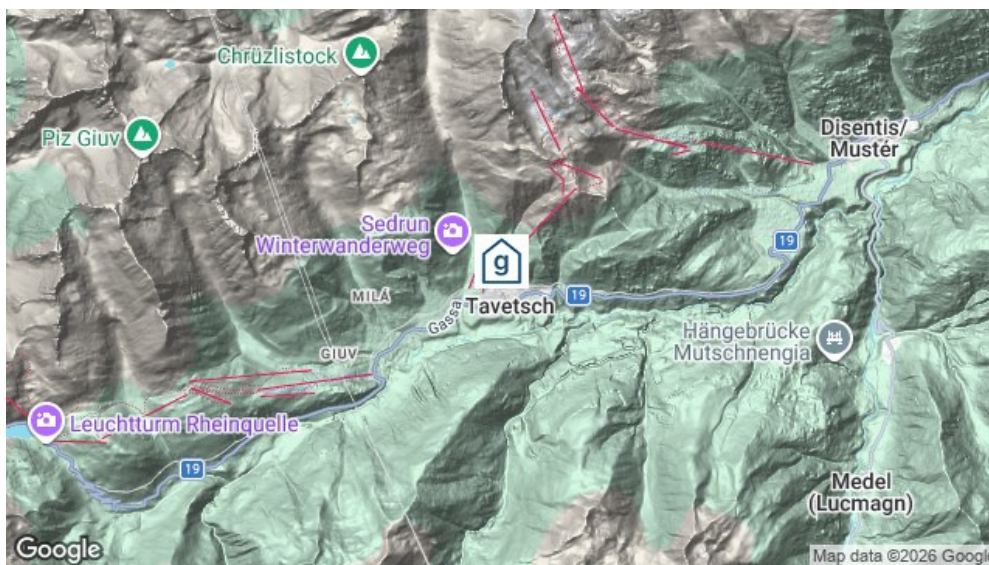 Chrüzlistock
Piz Giuv
Disentis/
Mustér
Sedrun
Winterwanderweg
g
19
MILÁ
Tavetsch
19
Gassa
Hängebrücke
Mutschnengia
GIUV
Leuchtturm Rheinquelle
19
Medel
(Lucmagn)
Google
Map data ©2026 Google